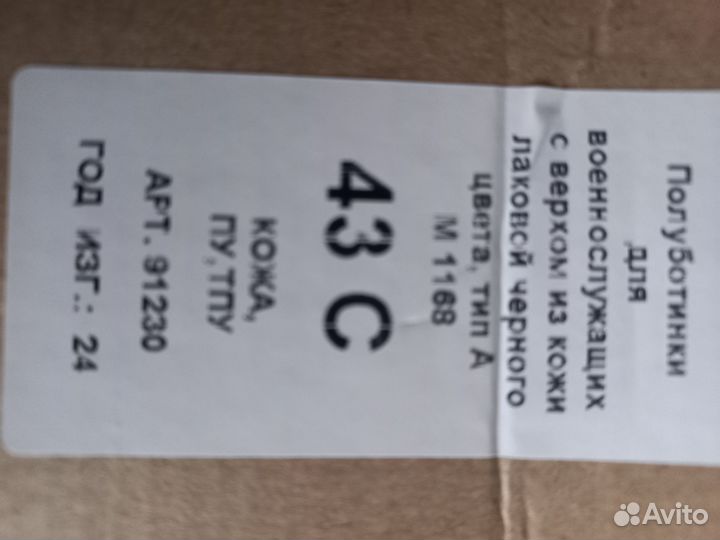 Полуботинки
для
военнослужащих
с верхом из кожи
лаковой черного
цвета, тип А
М 1168
43 С
КОЖА,
ПУ,ТПУ
АРТ. 91230
ГОД ИЗГ.: 24
Avito